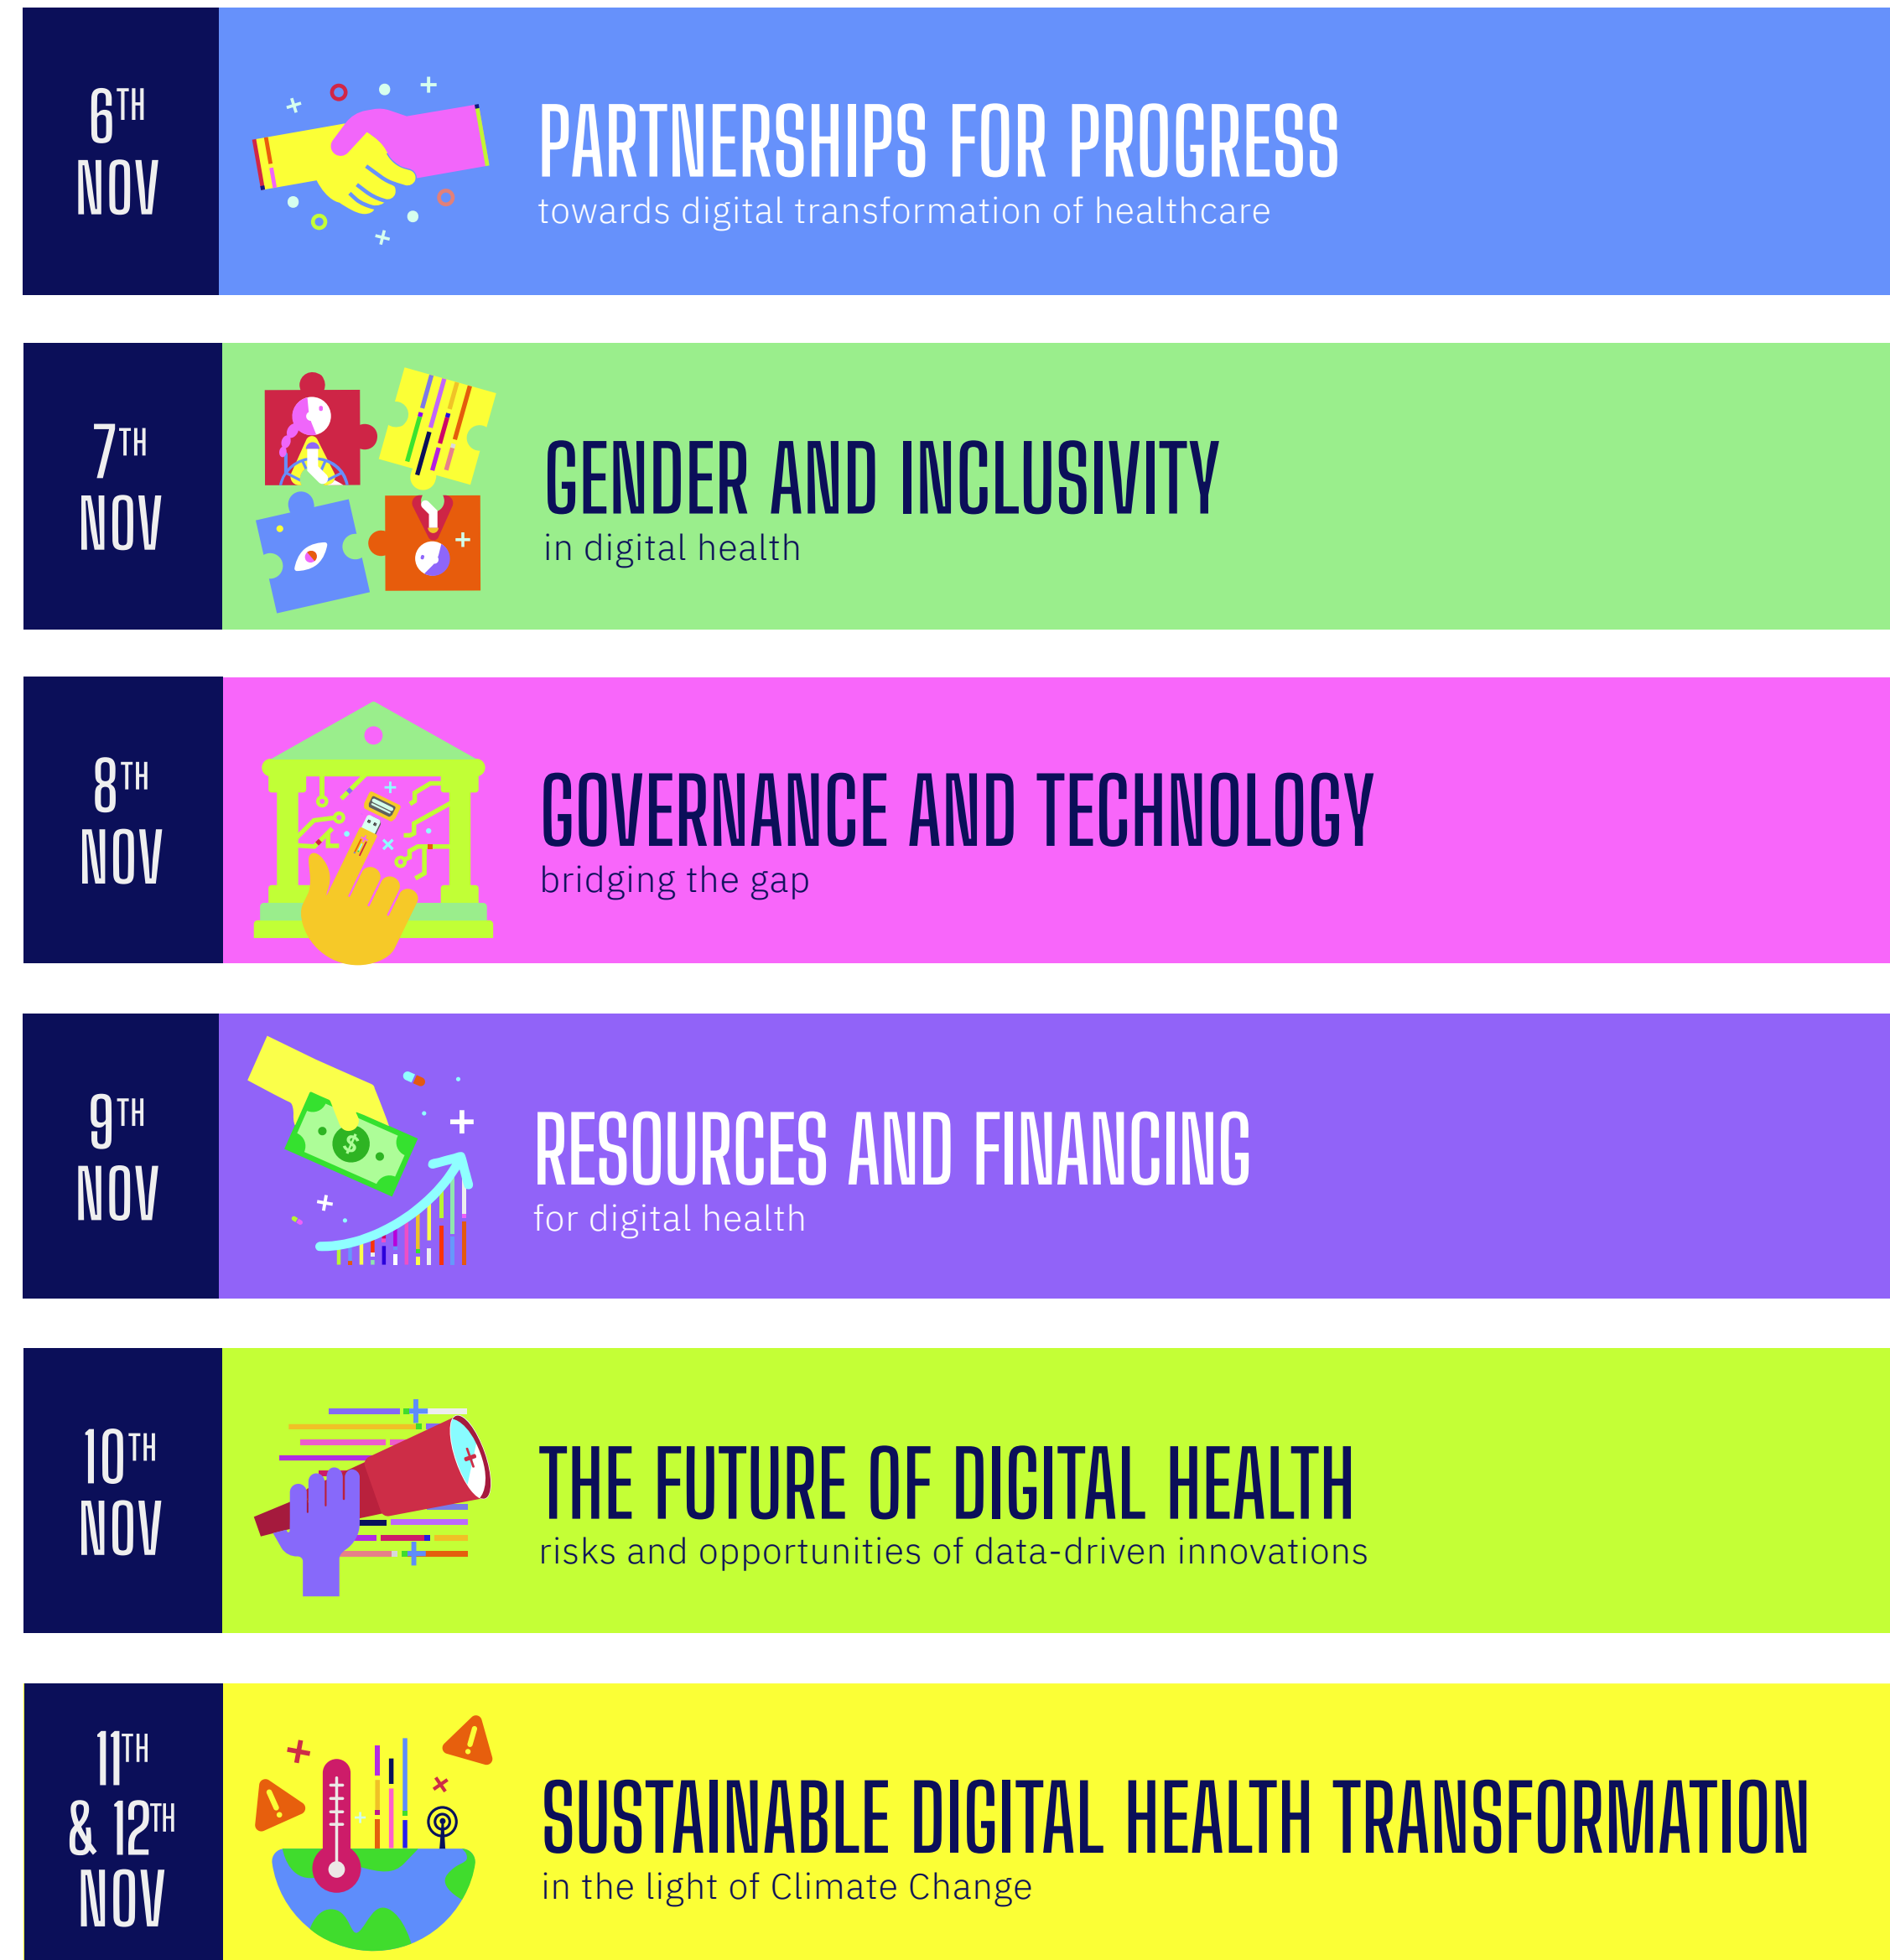 6TH
NOV
PARTNERSHIPS FOR PROGRESS
towards digital transformation of healthcare
7TH
NOV
GENDER AND INCLUSIVITY
in digital health
8TH
NOV
GOVERNANCE AND TECHNOLOGY
bridging the gap
9TH
NOV
$
RESOURCES AND FINANCING
for digital health
10TH
NOV
THE FUTURE OF DIGITAL HEALTH
risks and opportunities of data-driven innovations
11TH
& 12TH
NOV
SUSTAINABLE DIGITAL HEALTH TRANSFORMATION
in the light of Climate Change